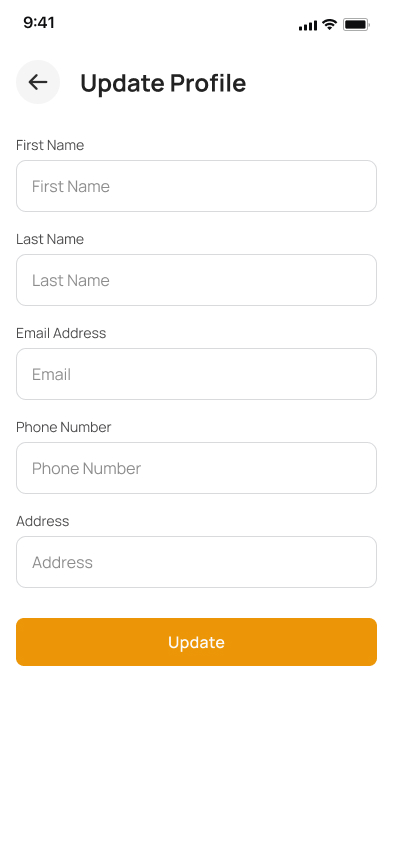 9:41
Update Profile
First Name
First Name
Last Name
Last Name
Email Address
Email
Phone Number
Phone Number
Address
Address
Update